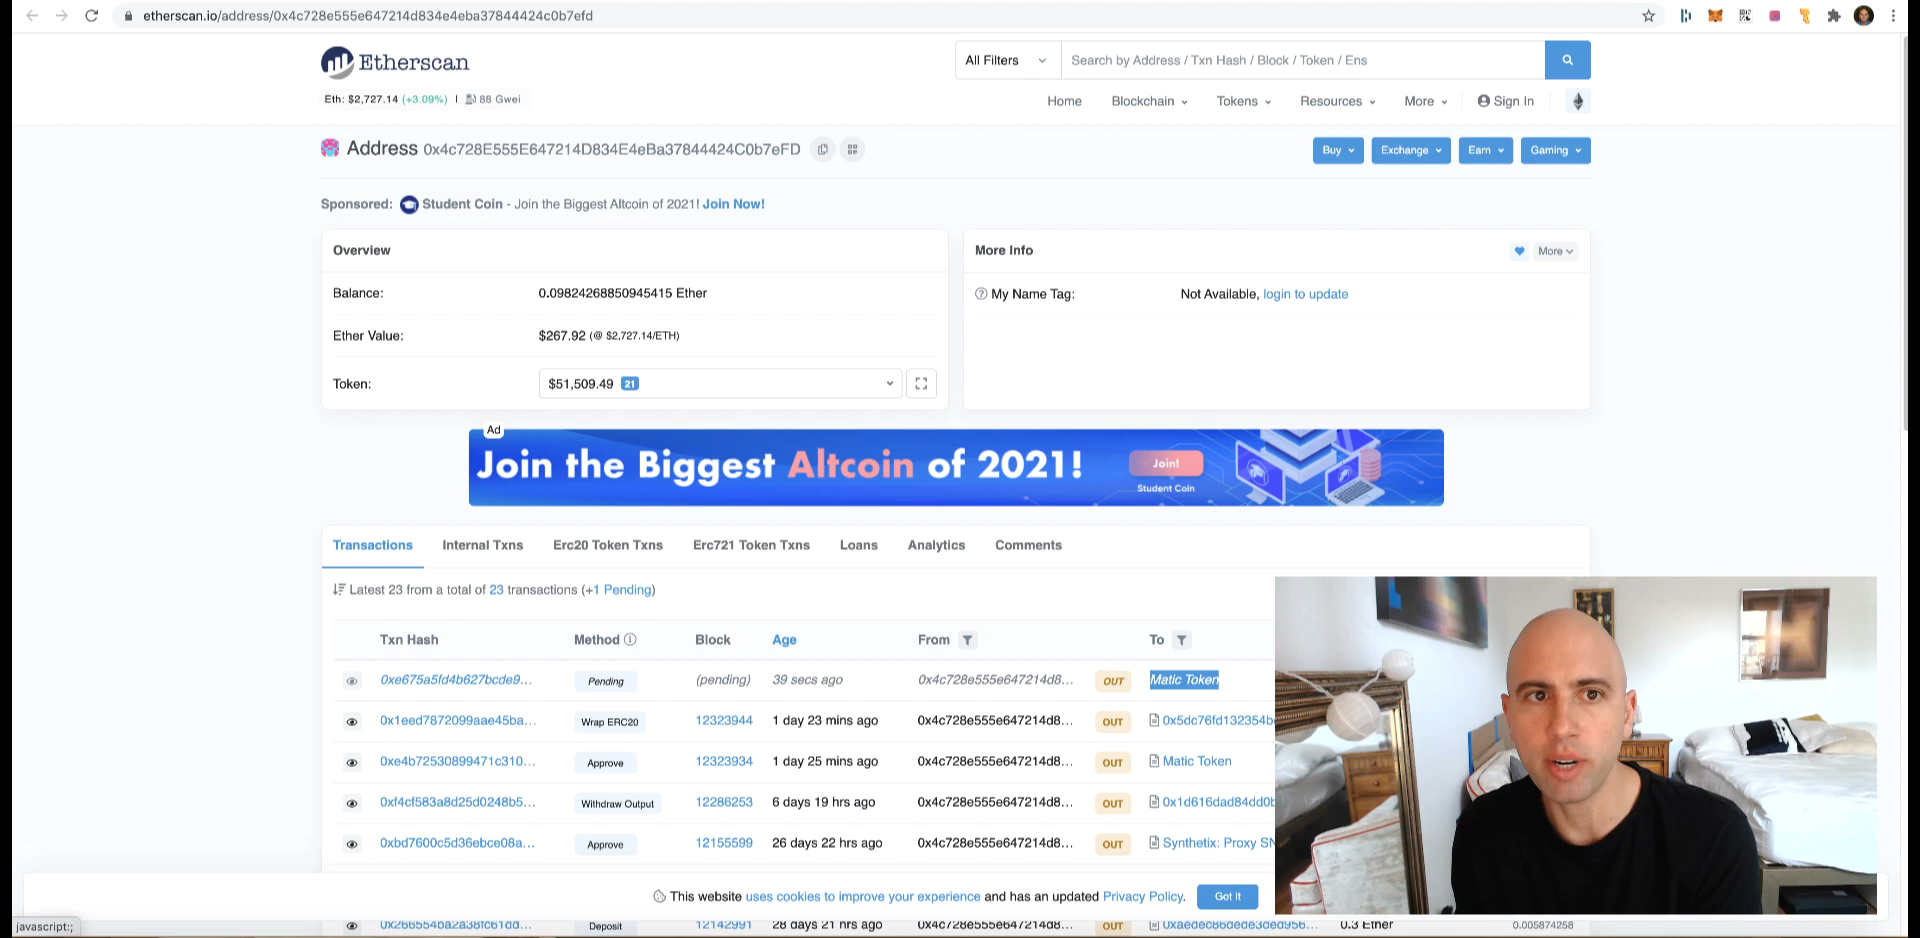 etherscan.io/address/0x4c728e555e647214d834e4eba37844424c0b7efd
Etherscan
All Filters
Search by Address / Txn Hash / Block / Token / Ens
Eth: $2,727.14 (+3.09%) | 88 Gwei
Home Blockchain Tokens Resources More Sign In
Address 0x4c728E555E647214D834E4eBa37844424C0b7eFD
Buy Exchange Earn Gaming
Sponsored: Student Coin - Join the Biggest Altcoin of 2021! Join Now!
Overview
More Info
More
Balance: 0.09824268850945415 Ether
My Name Tag: Not Available, login to update
Ether Value: $267.92 (@ $2,727.14/ETH)
Token: $51,509.49 21
Ad
Join the Biggest Altcoin of 2021!
Join!
Student Coin
Transactions Internal Txns Erc20 Token Txns Erc721 Token Txns Loans Analytics Comments
Latest 23 from a total of 23 transactions (+1 Pending)
Txn Hash Method Block Age From To
0xe675a5fd4b627bcde9... Pending (pending) 39 secs ago 0x4c728e555e647214d8... OUT Matic Token
0x1eed7872099aae45ba... Wrap ERC20 12323944 1 day 23 mins ago 0x4c728e555e647214d8... OUT 0x5dc76fd132354b
0xe4b72530899471c310... Approve 12323934 1 day 25 mins ago 0x4c728e555e647214d8... OUT Matic Token
0xf4cf583a8d25d0248b5... Withdraw Output 12286253 6 days 19 hrs ago 0x4c728e555e647214d8... OUT 0x1d616dad84dd0b
0xbd7600c5d36ebce08a... Approve 12155599 26 days 22 hrs ago 0x4c728e555e647214d8... OUT Synthetix: Proxy SN
This website uses cookies to improve your experience and has an updated Privacy Policy. Got It
javascript:;
0x266554ba2a38fc61dd... Deposit 12142991 28 days 21 hrs ago 0x4c728e555e647214d8... OUT 0xaedec86dede3ded956... 0.3 Ether 0.005874258